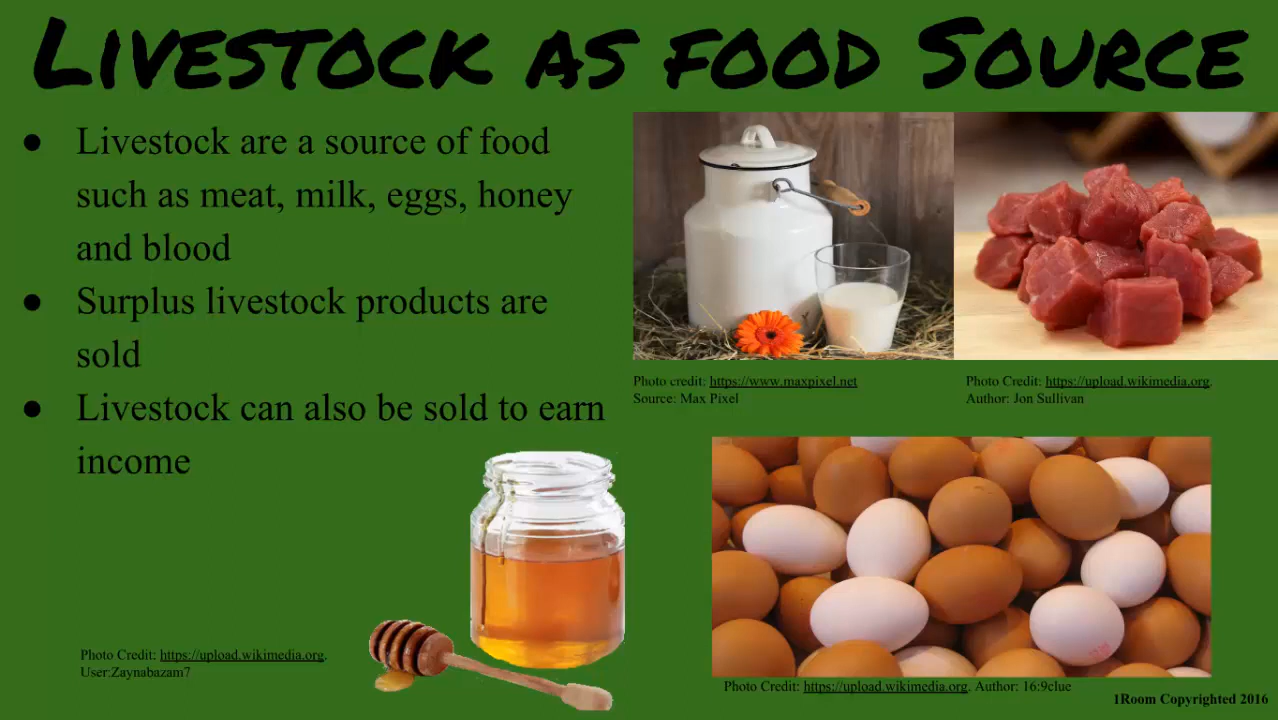 Livestock as food Source
● Livestock are a source of food
such as meat, milk, eggs, honey
and blood
● Surplus livestock products are
sold
● Livestock can also be sold to earn
income
Photo credit: https://www.maxpixel.net
Source: Max Pixel
Photo Credit: https://upload.wikimedia.org.
Author: Jon Sullivan
Photo Credit: https://upload.wikimedia.org.
User:Zaynabazam7
Photo Credit: https://upload.wikimedia.org. Author: 16:9clue
1Room Copyrighted 2016